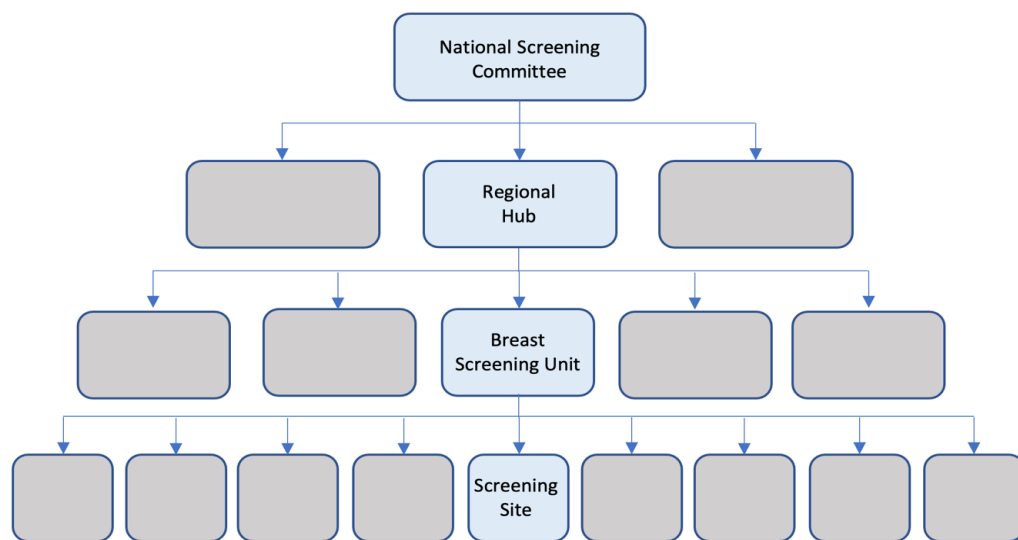 National Screening
Committee
Regional
Hub
Breast
Screening Unit
Screening
Site